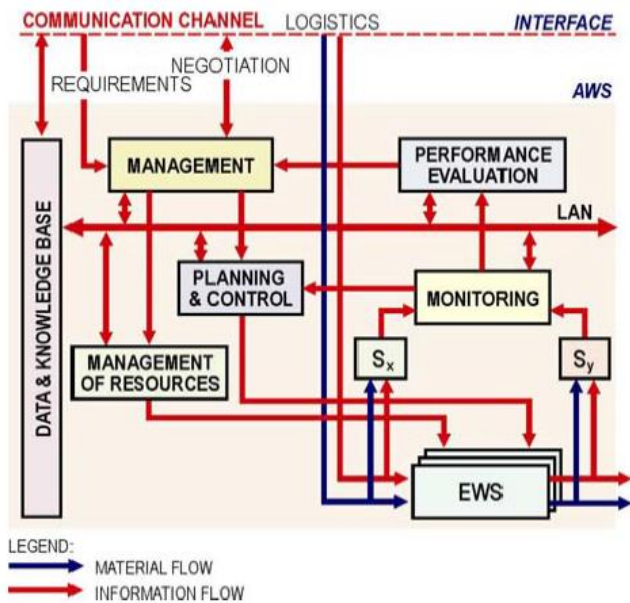 COMMUNICATION CHANNEL
LOGISTICS
INTERFACE
REQUIREMENTS
NEGOTIATION
AWS
MANAGEMENT
PERFORMANCE
EVALUATION
LAN
DATA & KNOWLEDGE BASE
PLANNING
& CONTROL
MONITORING
MANAGEMENT
OF RESOURCES
Sx
Sy
EWS
LEGEND:
MATERIAL FLOW
INFORMATION FLOW